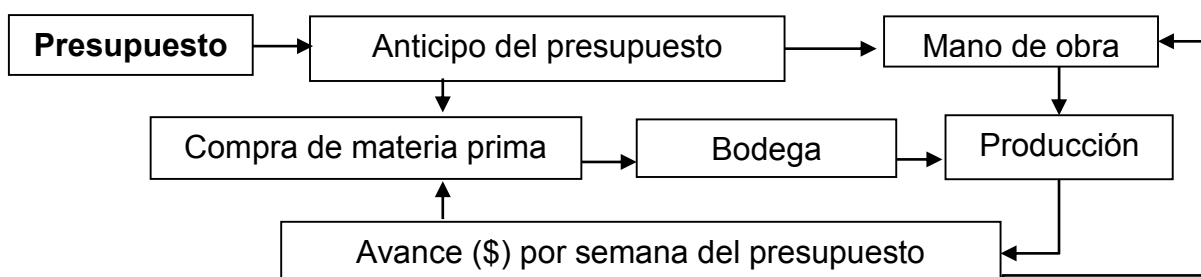 Presupuesto
Anticipo del presupuesto
Mano de obra
Compra de materia prima
Bodega
Producción
Avance ($) por semana del presupuesto